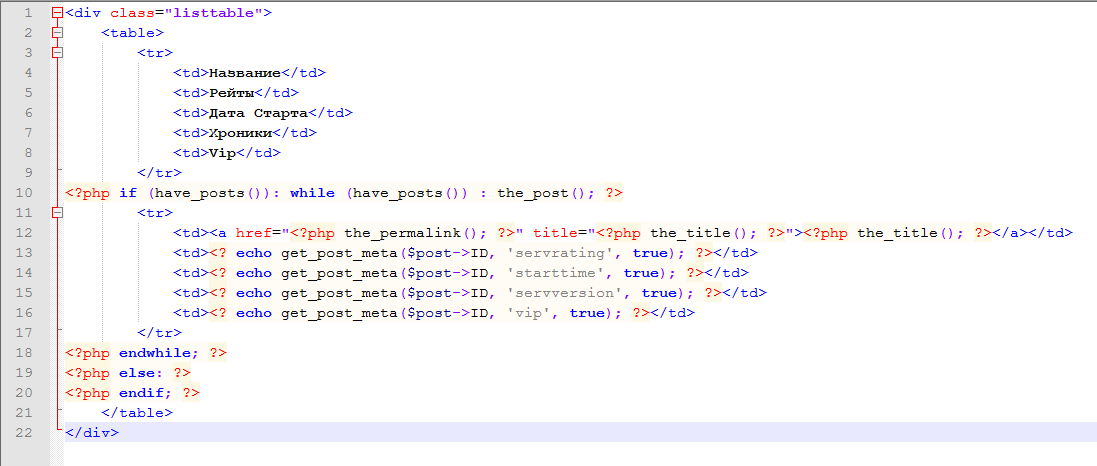 1 <div class="listtable">
2 <table>
3 <tr>
4 <td>Название</td>
5 <td>Рейты</td>
6 <td>Дата Старта</td>
7 <td>Хроники</td>
8 <td>Vip</td>
9 </tr>
10 <?php if (have_posts()): while (have_posts()) : the_post(); ?>
11 <tr>
12 <td><a href="<?php the_permalink(); ?>" title="<?php the_title(); ?>"><?php the_title(); ?></a></td>
13 <td><? echo get_post_meta($post->ID, 'servrating', true); ?></td>
14 <td><? echo get_post_meta($post->ID, 'starttime', true); ?></td>
15 <td><? echo get_post_meta($post->ID, 'servversion', true); ?></td>
16 <td><? echo get_post_meta($post->ID, 'vip', true); ?></td>
17 </tr>
18 <?php endwhile; ?>
19 <?php else: ?>
20 <?php endif; ?>
21 </table>
22 </div>